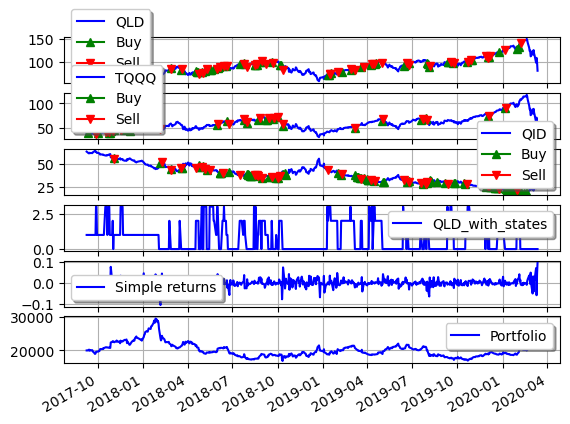 QLD
Buy
Sell
150
100
TQQQ
Buy
Sell
100
50
QID
Buy
Sell
50
25
QLD_with_states
2.5
0.0
Simple returns
0.1
0.0
−0.1
Portfolio
30000
20000
2017-10 2018-01 2018-04 2018-07 2018-10 2019-01 2019-04 2019-07 2019-10 2020-01 2020-04